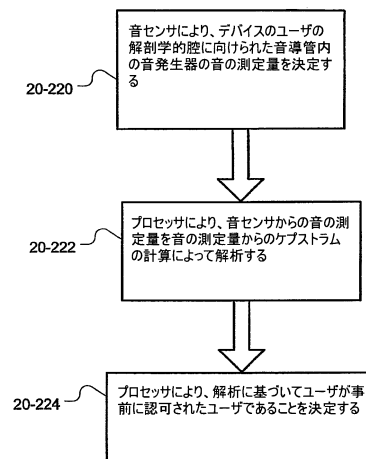 音センサにより、デバイスのユーザの
解剖学的腔に向けられた音導管内
の音発生器の音の測定量を決定す
る
20-220
プロセッサにより、音センサからの音の測
定量を音の測定量からのケプストラム
の計算によって解析する
20-222
プロセッサにより、解析に基づいてユーザが事
前に認可されたユーザであることを決定する
20-224